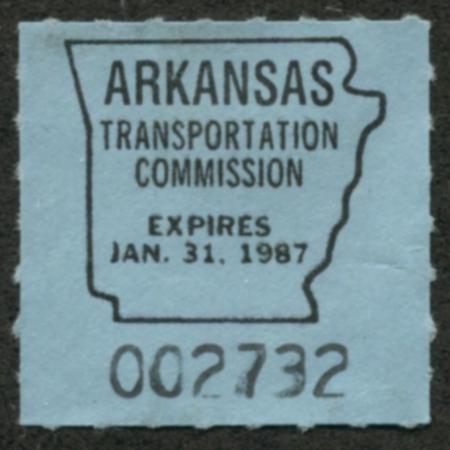 ARKANSAS
TRANSPORTATION
COMMISSION
EXPIRES
JAN. 31. 1987
002732